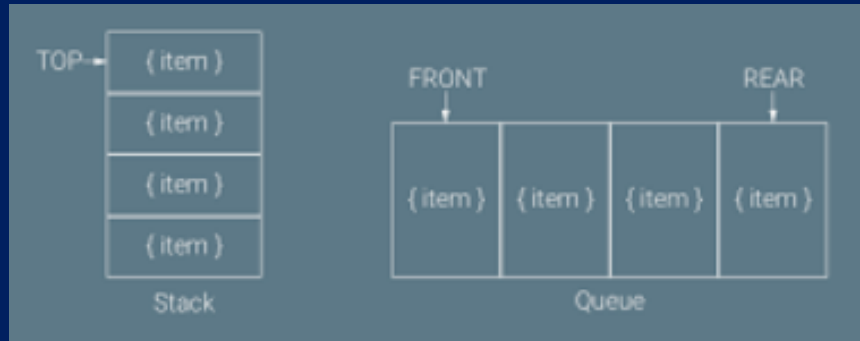 TOP
{ item }
{ item }
{ item }
{ item }
Stack
FRONT
REAR
{ item } { item } { item } { item }
Queue